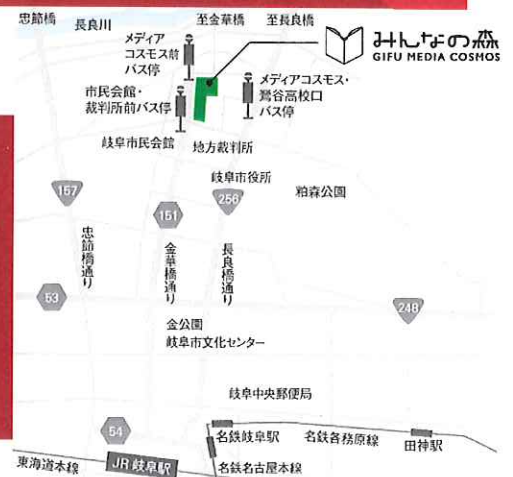 忠節橋
長良川
至金華橋
至長良橋
メディア
コスモス前
バス停
みんなの森
GIFU MEDIA COSMOS
市民会館・
裁判所前バス停
メディアコスモス・
鶯谷高校口
バス停
岐阜市民会館
地方裁判所
岐阜市役所
粕森公園
157
151
256
忠節橋通り
金華橋通り
長良橋通り
53
248
金公園
岐阜市文化センター
岐阜中央郵便局
54
名鉄岐阜駅
名鉄各務原線
田神駅
東海道本線
JR岐阜駅
名鉄名古屋本線